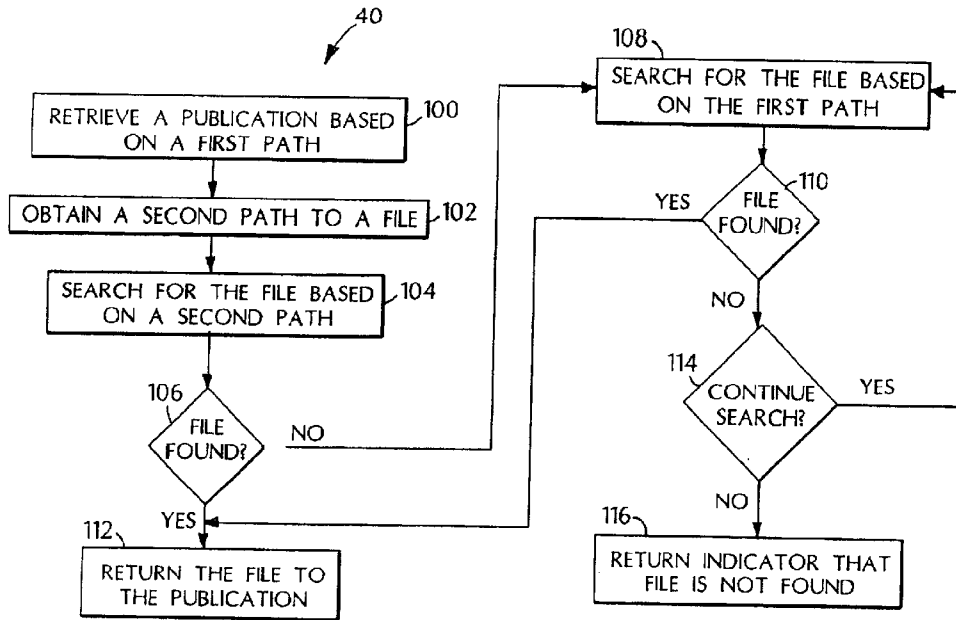 40
RETRIEVE A PUBLICATION BASED
ON A FIRST PATH
100
OBTAIN A SECOND PATH TO A FILE
102
SEARCH FOR THE FILE BASED
ON A SECOND PATH
104
106
FILE
FOUND?
NO
YES
112
RETURN THE FILE TO
THE PUBLICATION
108
SEARCH FOR THE FILE BASED
ON THE FIRST PATH
110
YES
FILE
FOUND?
NO
114
CONTINUE
SEARCH?
YES
NO
116
RETURN INDICATOR THAT
FILE IS NOT FOUND